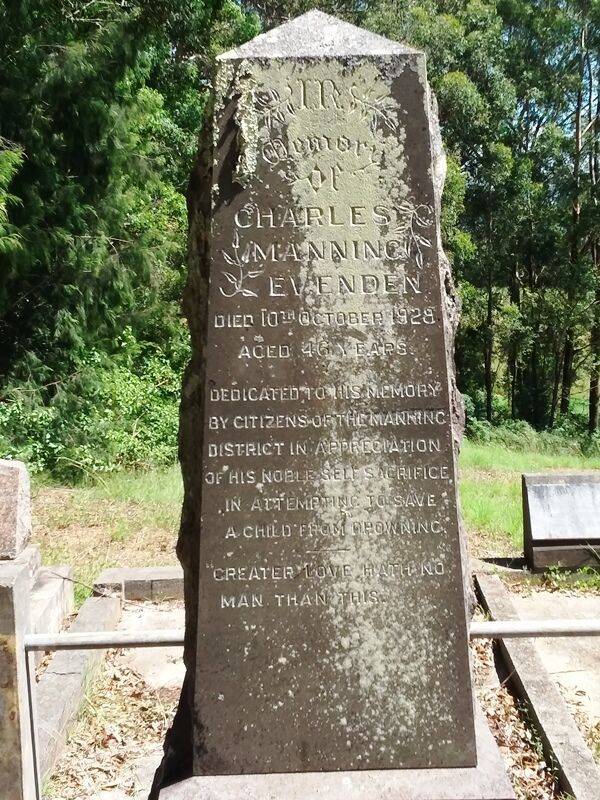 IN
Memory
of
CHARLES
MANNING
EVENDEN
DIED 10TH OCTOBER 1928
AGED 46 YEARS.
DEDICATED TO HIS MEMORY
BY CITIZENS OF THE MANNING
DISTRICT IN APPRECIATION
OF HIS NOBLE SELF SACRIFICE
IN ATTEMPTING TO SAVE
A CHILD FROM DROWNING.
"GREATER LOVE HATH NO
MAN THAN THIS.